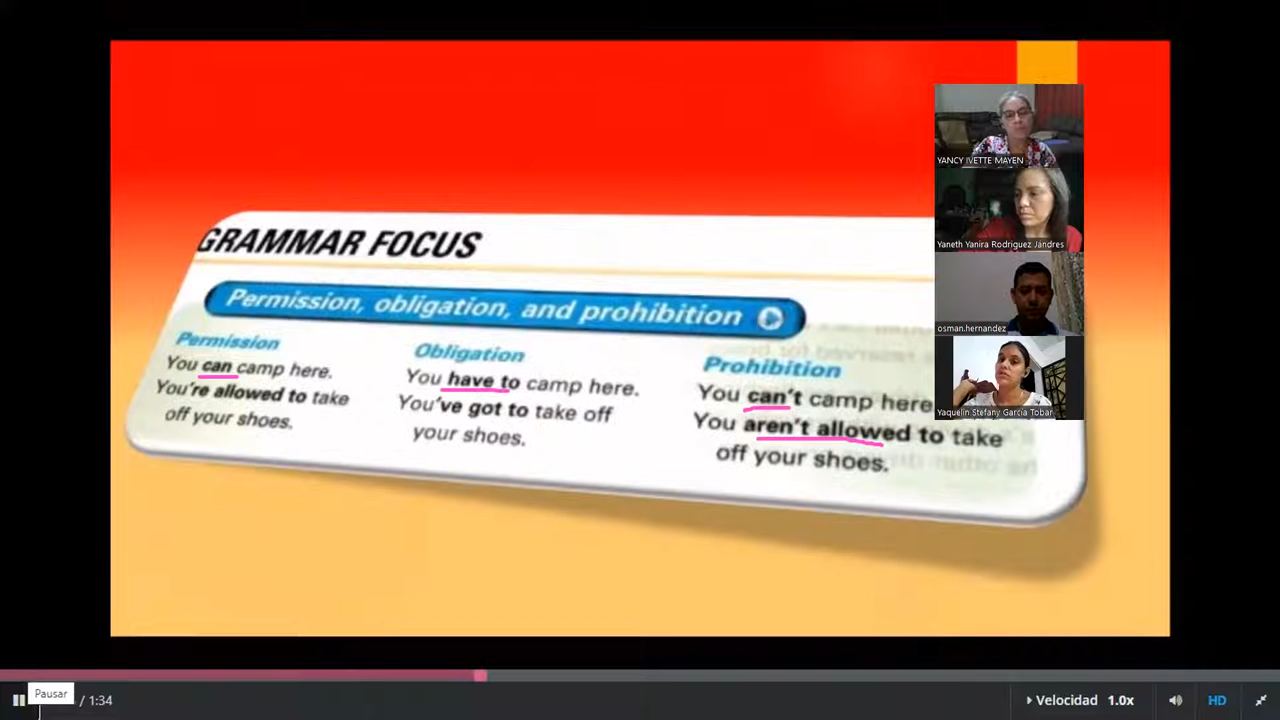 YANCY IVETTE MAYEN
Yaneth Yanira Rodriguez Jandres
osman.hernandez
Yaquelin Stefany García Tobar
GRAMMAR FOCUS
Permission, obligation, and prohibition
Permission
You can camp here.
You're allowed to take
off your shoes.
Obligation
You have to camp here.
You've got to take off
your shoes.
Prohibition
You can't camp here
You aren't allowed to take
off your shoes.
Pausar
/ 1:34
Velocidad 1.0x
HD